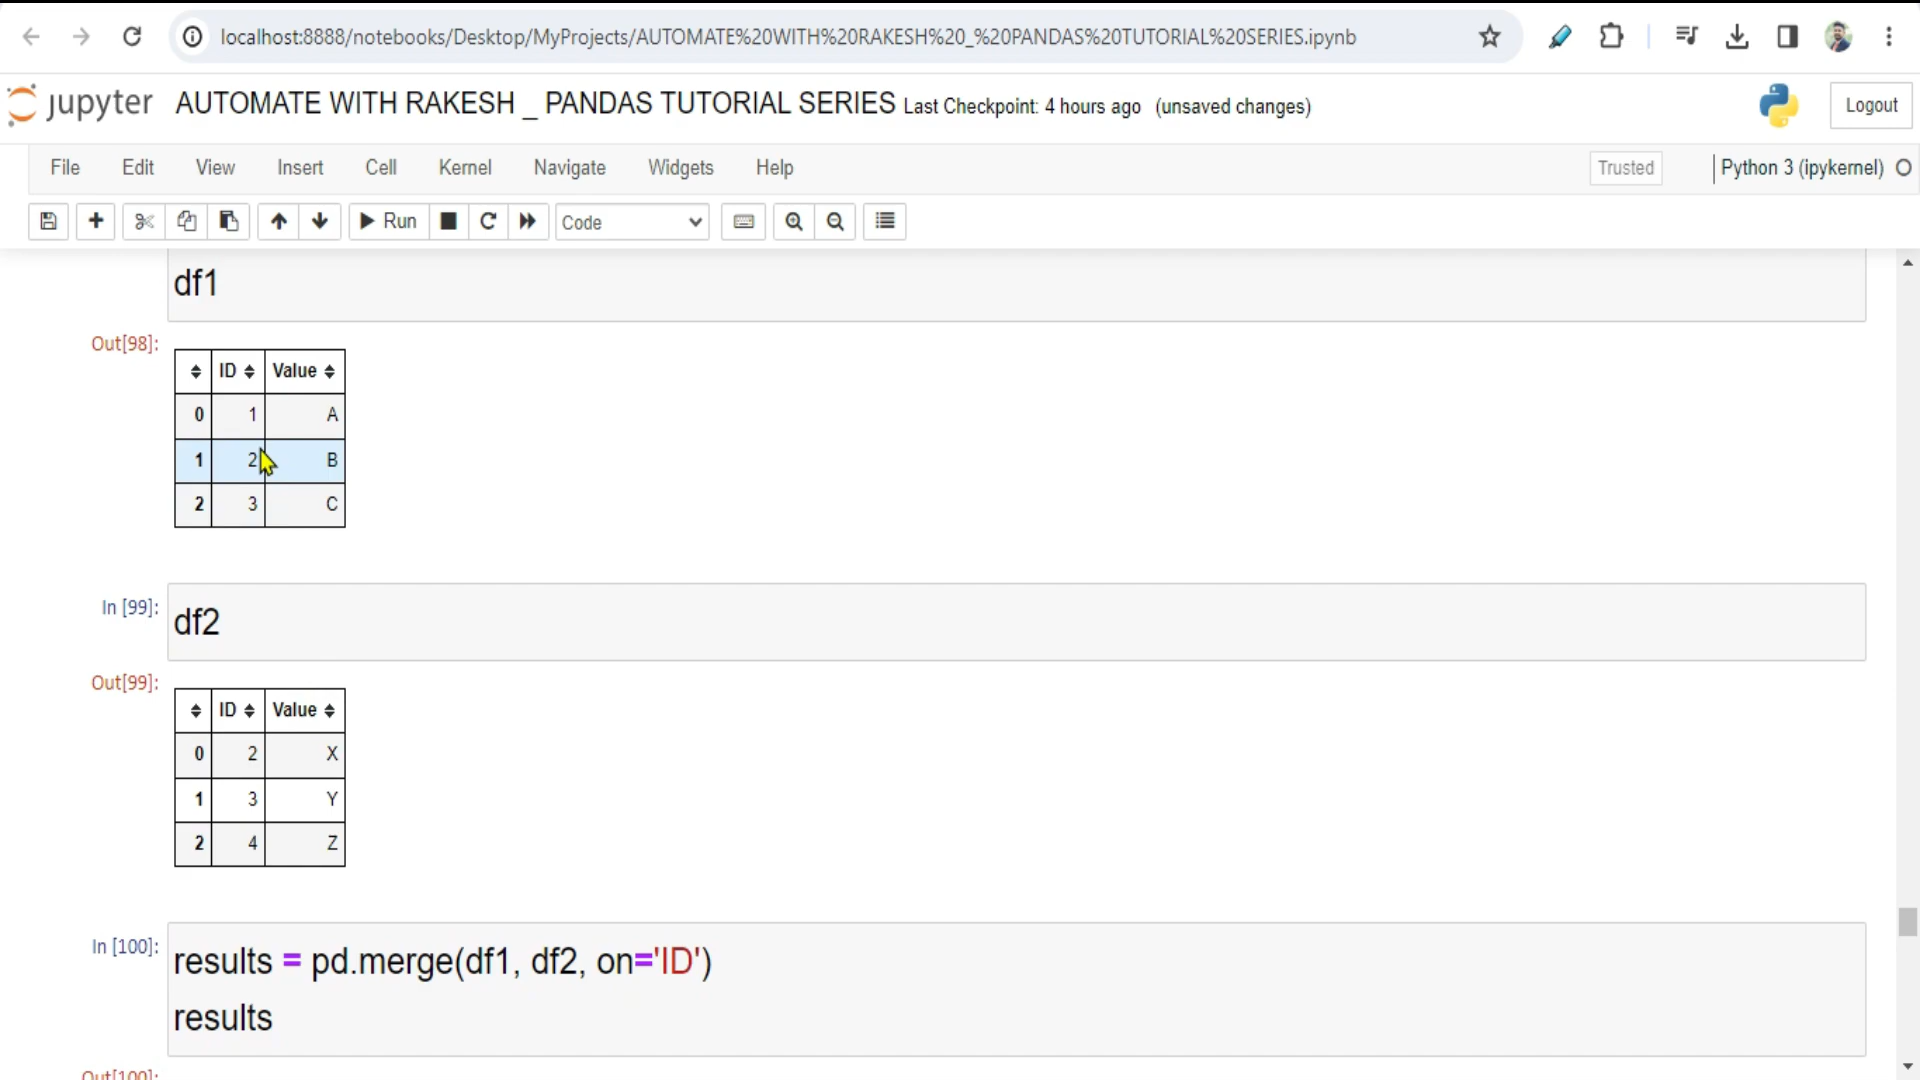 localhost:8888/notebooks/Desktop/MyProjects/AUTOMATE%20WITH%20RAKESH%20_%20PANDAS%20TUTORIAL%20SERIES.ipynb
jupyter AUTOMATE WITH RAKESH _ PANDAS TUTORIAL SERIES Last Checkpoint: 4 hours ago (unsaved changes) Logout
File Edit View Insert Cell Kernel Navigate Widgets Help Trusted Python 3 (ipykernel)
Run Code
df1
Out[98]:
ID Value
0 1 A
1 2 B
2 3 C
In [99]: df2
Out[99]:
ID Value
0 2 X
1 3 Y
2 4 Z
In [100]: results = pd.merge(df1, df2, on='ID')
results
Out[100]: